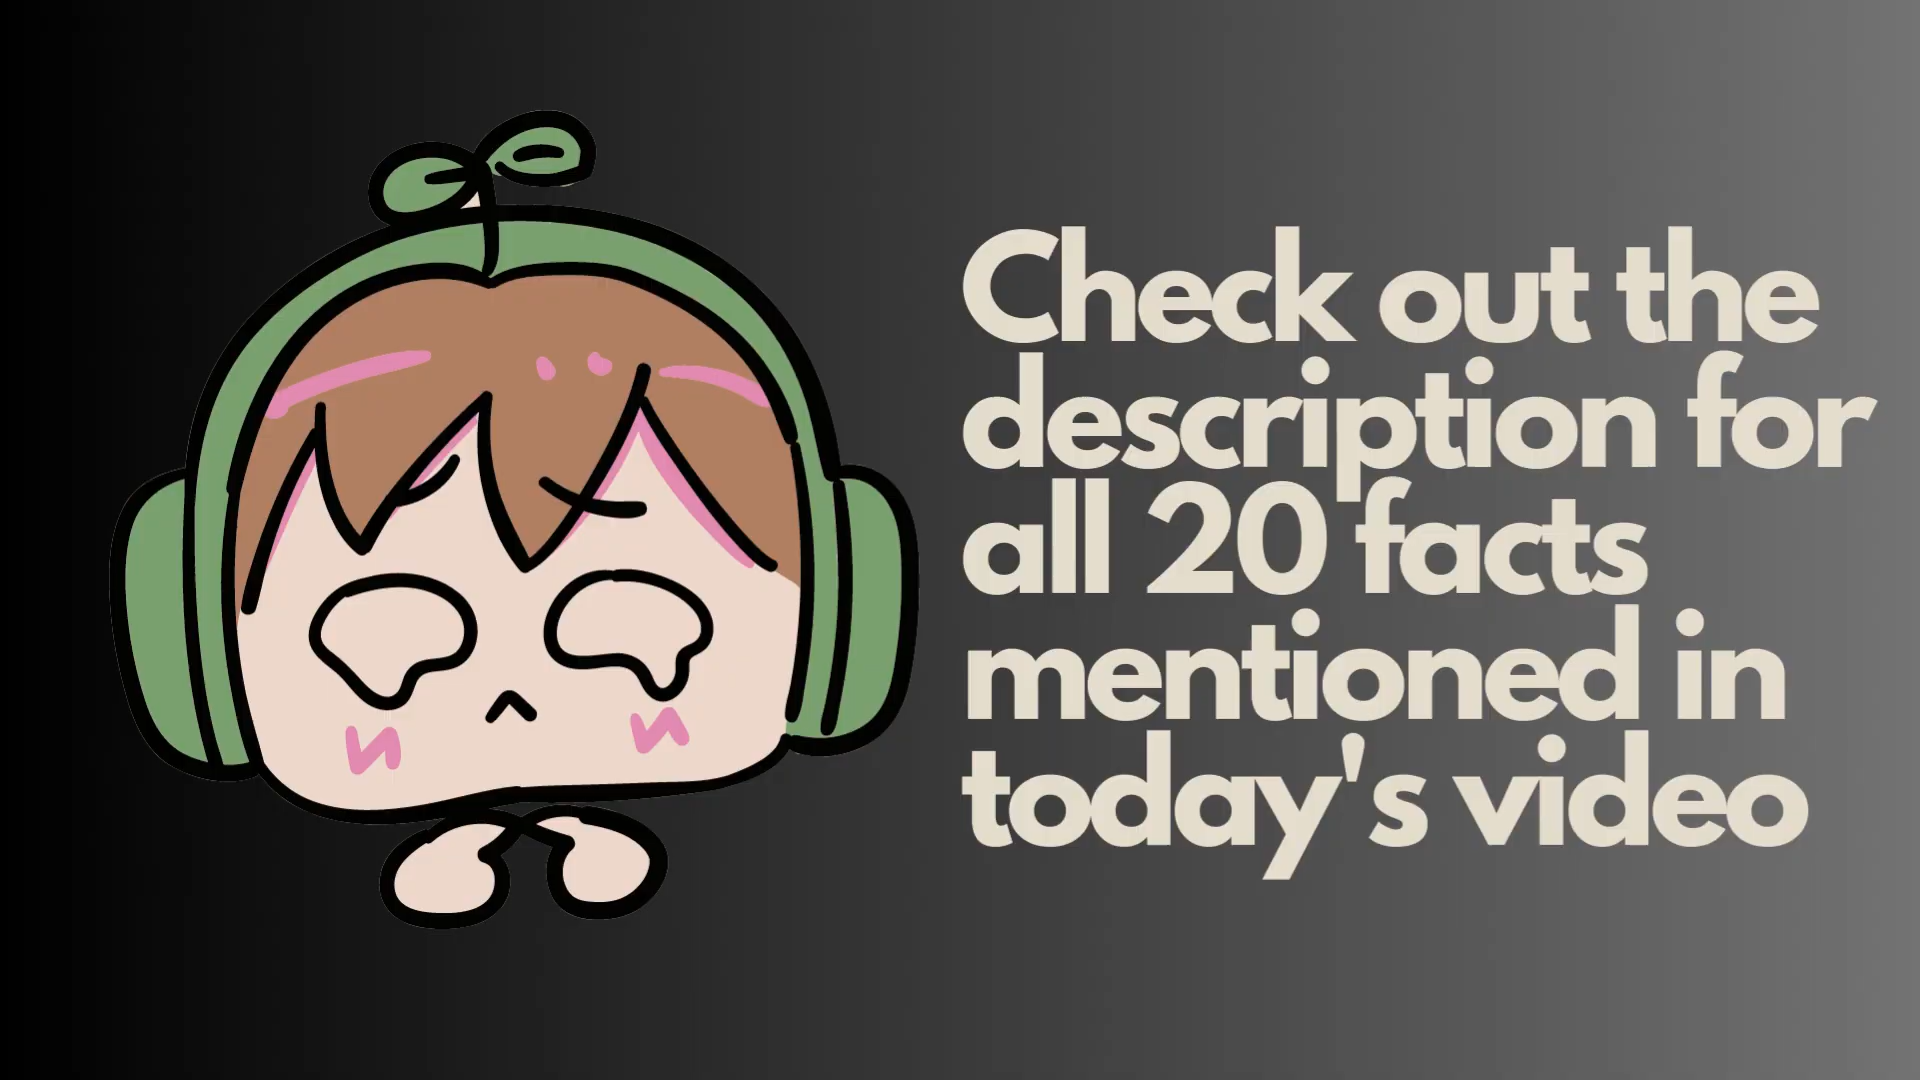 Check out the
description for
all 20 facts
mentioned in
today's video